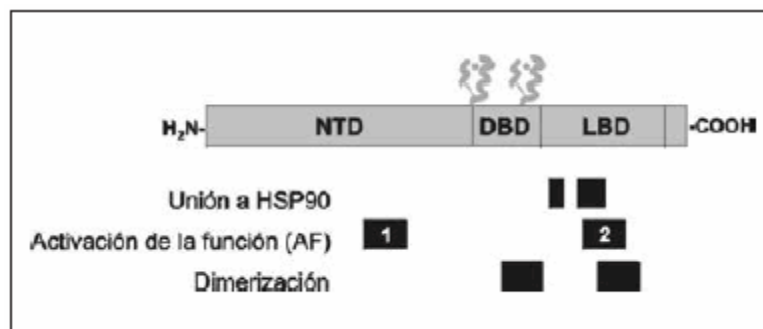 H₂N- NTD DBD LBD -COOH
Unión a HSP90
Activación de la función (AF) 1 2
Dimerización